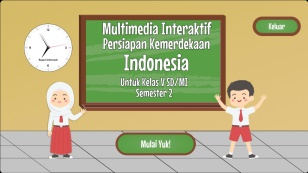 Multimedia Interaktif
Persiapan Kemerdekaan
Indonesia
Untuk Kelas V SD/MI
Semester 2
Keluar
Mulai Yuk!